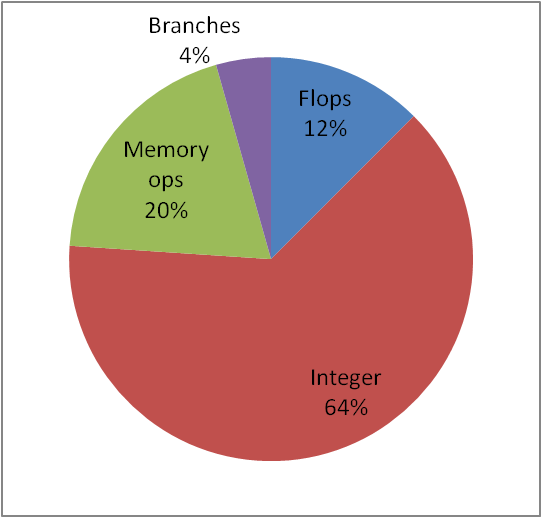 Branches
4%
Flops
12%
Memory
ops
20%
Integer
64%